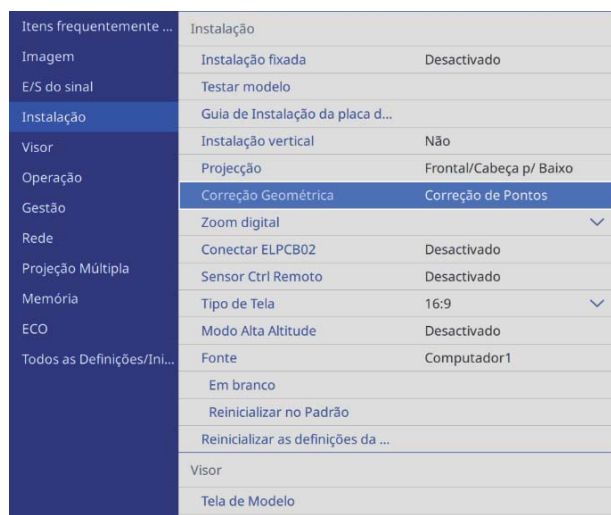 Itens frequentemente ...
Imagem
E/S do sinal
Instalação
Visor
Operação
Gestão
Rede
Projeção Múltipla
Memória
ECO
Todos as Definições/Ini...
Instalação
Instalação fixada Desactivado
Testar modelo
Guia de Instalação da placa d...
Instalação vertical Não
Projecção Frontal/Cabeça p/ Baixo
Correção Geométrica Correção de Pontos
Zoom digital
Conectar ELPCB02 Desactivado
Sensor Ctrl Remoto Desactivado
Tipo de Tela 16:9
Modo Alta Altitude Desactivado
Fonte Computador1
Em branco
Reinicializar no Padrão
Reinicializar as definições da ...
Visor
Tela de Modelo